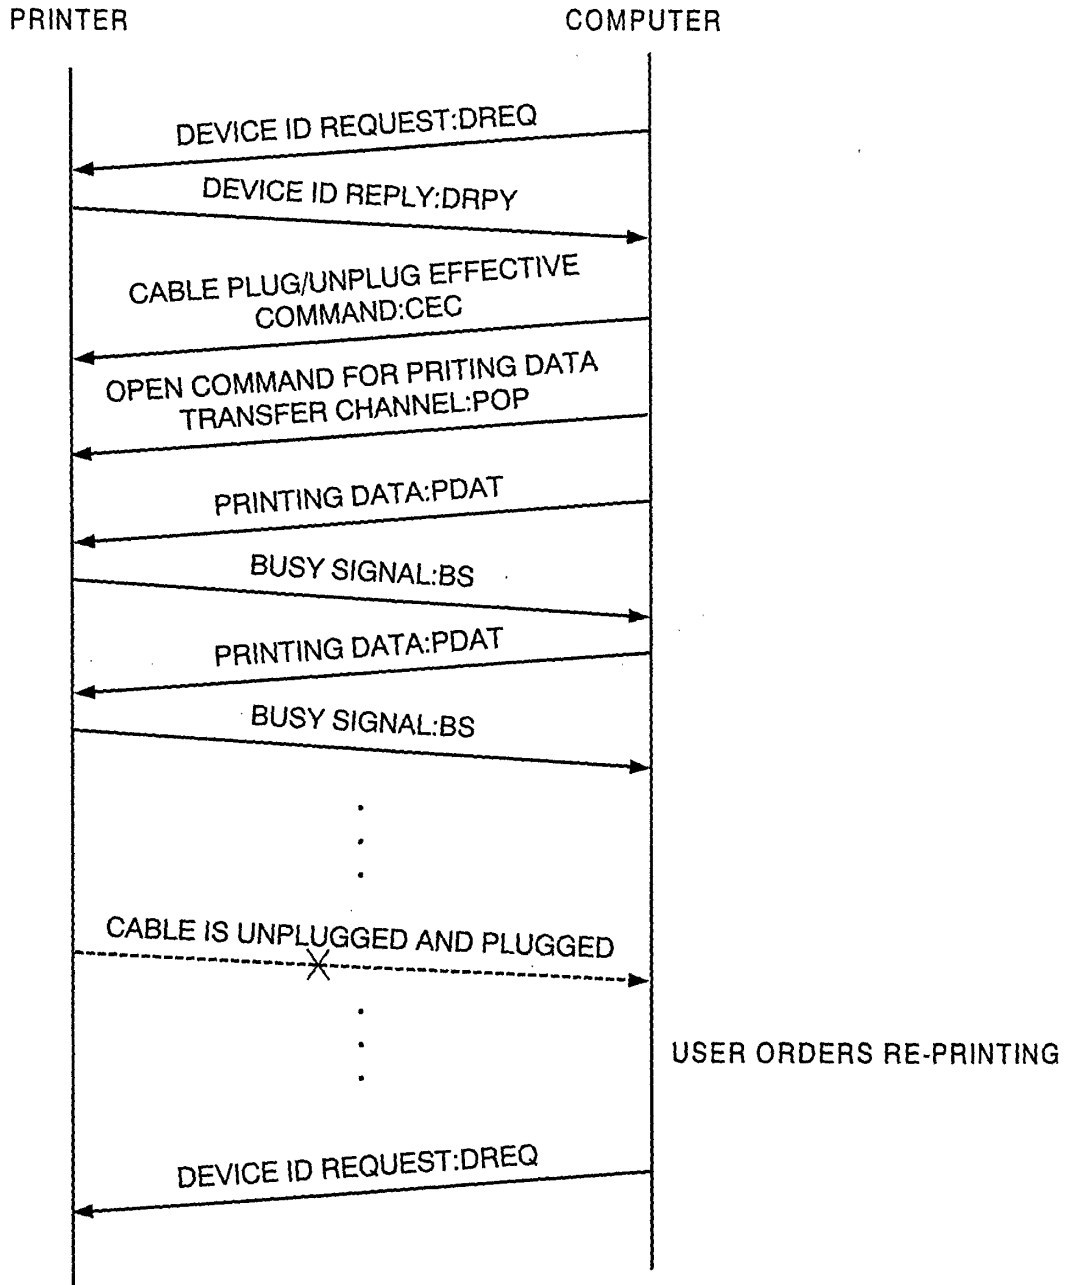 PRINTER
COMPUTER
DEVICE ID REQUEST:DREQ
DEVICE ID REPLY:DRPY
CABLE PLUG/UNPLUG EFFECTIVE
COMMAND:CEC
OPEN COMMAND FOR PRITING DATA
TRANSFER CHANNEL:POP
PRINTING DATA:PDAT
BUSY SIGNAL:BS
PRINTING DATA:PDAT
BUSY SIGNAL:BS
CABLE IS UNPLUGGED AND PLUGGED
USER ORDERS RE-PRINTING
DEVICE ID REQUEST:DREQ